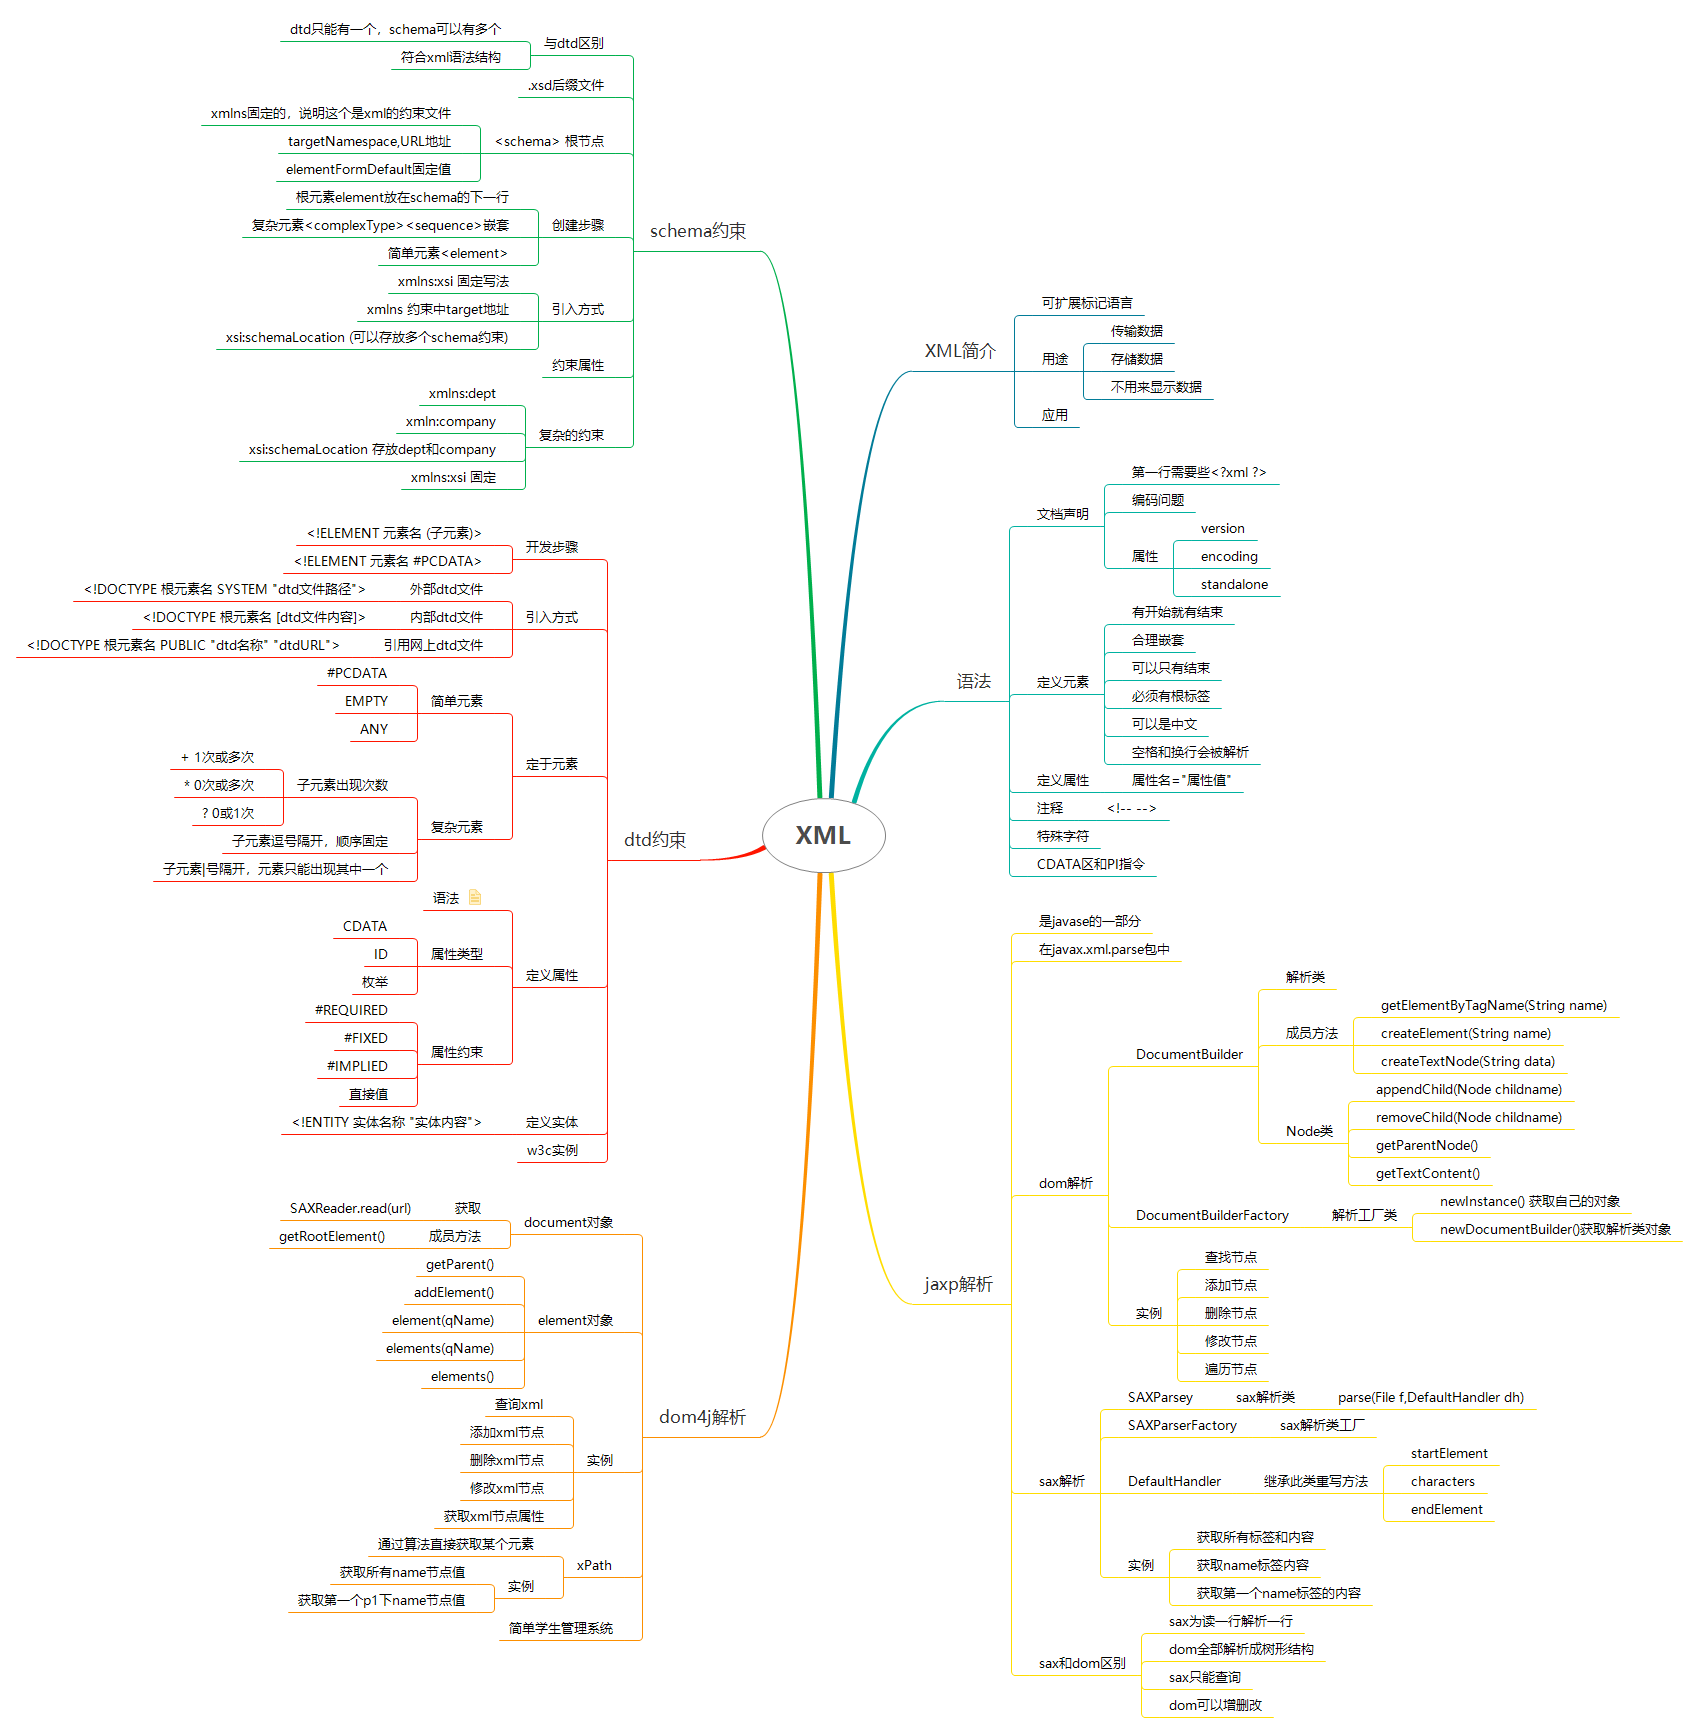 XML
XML简介
可扩展标记语言
用途
传输数据
存储数据
不用来显示数据
应用
语法
文档声明
第一行需要些<?xml ?>
编码问题
属性
version
encoding
standalone
定义元素
有开始就有结束
合理嵌套
可以只有结束
必须有根标签
可以是中文
空格和换行会被解析
定义属性
属性名="属性值"
注释
<!-- -->
特殊字符
CDATA区和PI指令
jaxp解析
是javase的一部分
在javax.xml.parse包中
dom解析
DocumentBuilder
解析类
成员方法
getElementByTagName(String name)
createElement(String name)
createTextNode(String data)
Node类
appendChild(Node childname)
removeChild(Node childname)
getParentNode()
getTextContent()
DocumentBuilderFactory
解析工厂类
newInstance() 获取自己的对象
newDocumentBuilder()获取解析类对象
实例
查找节点
添加节点
删除节点
修改节点
遍历节点
sax解析
SAXParsey
sax解析类
parse(File f,DefaultHandler dh)
SAXParserFactory
sax解析类工厂
DefaultHandler
继承此类重写方法
startElement
characters
endElement
实例
获取所有标签和内容
获取name标签内容
获取第一个name标签的内容
sax和dom区别
sax为读一行解析一行
dom全部解析成树形结构
sax只能查询
dom可以增删改
schema约束
与dtd区别
dtd只能有一个，schema可以有多个
符合xml语法结构
.xsd后缀文件
<schema> 根节点
xmlns固定的，说明这个是xml的约束文件
targetNamespace,URL地址
elementFormDefault固定值
创建步骤
根元素element放在schema的下一行
复杂元素<complexType><sequence>嵌套
简单元素<element>
引入方式
xmlns:xsi 固定写法
xmlns 约束中target地址
xsi:schemaLocation (可以存放多个schema约束)
约束属性
复杂的约束
xmlns:dept
xmln:company
xsi:schemaLocation 存放dept和company
xmlns:xsi 固定
dtd约束
开发步骤
<!ELEMENT 元素名 (子元素)>
<!ELEMENT 元素名 #PCDATA>
引入方式
外部dtd文件
<!DOCTYPE 根元素名 SYSTEM "dtd文件路径">
内部dtd文件
<!DOCTYPE 根元素名 [dtd文件内容]>
引用网上dtd文件
<!DOCTYPE 根元素名 PUBLIC "dtd名称" "dtdURL">
定于元素
简单元素
#PCDATA
EMPTY
ANY
复杂元素
子元素出现次数
+ 1次或多次
* 0次或多次
? 0或1次
子元素逗号隔开，顺序固定
子元素|号隔开，元素只能出现其中一个
定义属性
语法
属性类型
CDATA
ID
枚举
属性约束
#REQUIRED
#FIXED
#IMPLIED
直接值
定义实体
<!ENTITY 实体名称 "实体内容">
w3c实例
dom4j解析
document对象
获取
SAXReader.read(url)
成员方法
getRootElement()
element对象
getParent()
addElement()
element(qName)
elements(qName)
elements()
实例
查询xml
添加xml节点
删除xml节点
修改xml节点
获取xml节点属性
xPath
通过算法直接获取某个元素
实例
获取所有name节点值
获取第一个p1下name节点值
简单学生管理系统